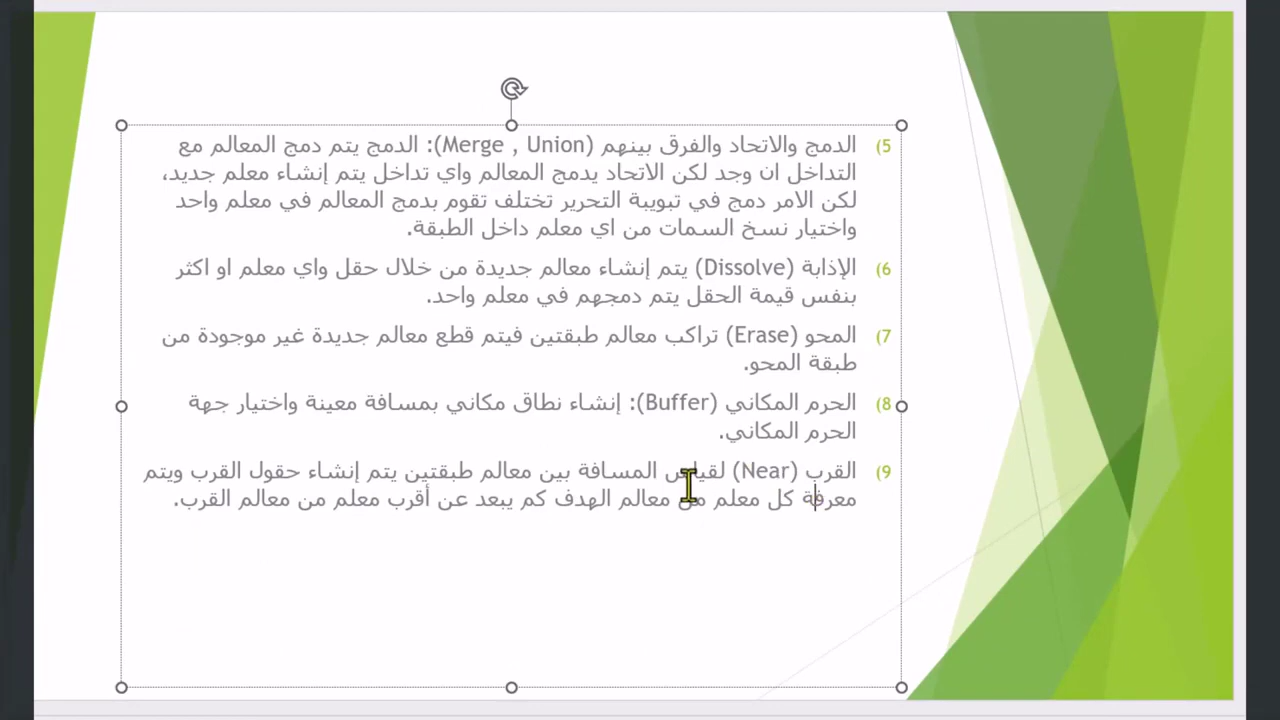 5) الدمج والاتحاد والفرق بينهم (Merge , Union): الدمج يتم دمج المعالم مع
التداخل ان وجد لكن الاتحاد يدمج المعالم واي تداخل يتم إنشاء معلم جديد،
لكن الامر دمج في تبويبة التحرير تختلف تقوم بدمج المعالم في معلم واحد
واختيار نسخ السمات من اي معلم داخل الطبقة.
6) الإذابة (Dissolve) يتم إنشاء معالم جديدة من خلال حقل واي معلم او اكثر
بنفس قيمة الحقل يتم دمجهم في معلم واحد.
7) المحو (Erase) تراكب معالم طبقتين فيتم قطع معالم جديدة غير موجودة من
طبقة المحو.
8) الحرم المكاني (Buffer): إنشاء نطاق مكاني بمسافة معينة واختيار جهة
الحرم المكاني.
9) القرب (Near) لقياس المسافة بين معالم طبقتين يتم إنشاء حقول القرب ويتم
معرفة كل معلم من معالم الهدف كم يبعد عن أقرب معلم من معالم القرب.